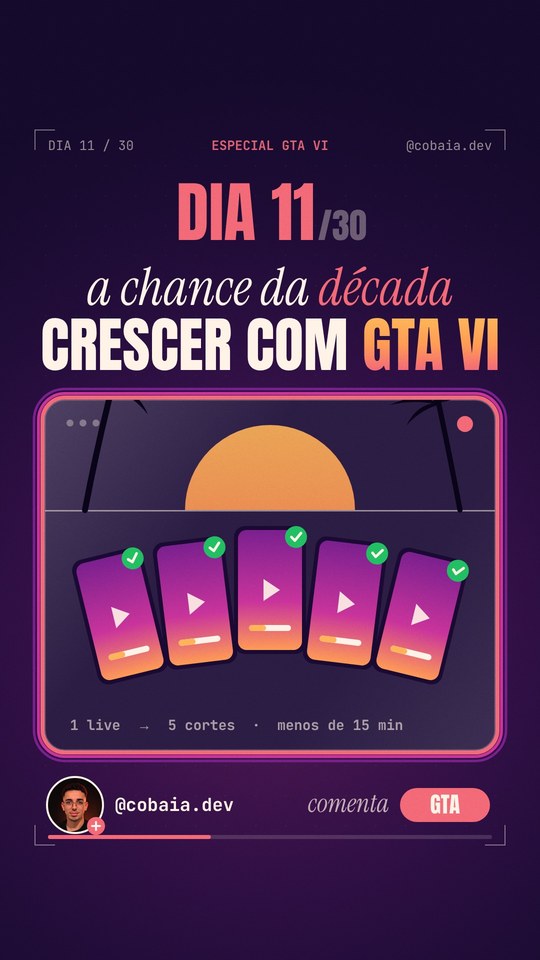 DIA 11 / 30
ESPECIAL GTA VI
@cobaia.dev
DIA 11/30
a chance da década
CRESCER COM GTA VI
1 live → 5 cortes · menos de 15 min
@cobaia.dev
comenta
GTA